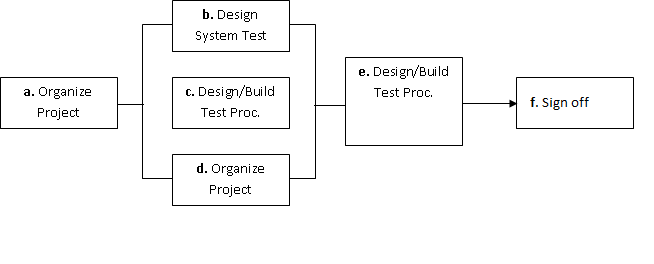 a. Organize
Project
b. Design
System Test
c. Design/Build
Test Proc.
d. Organize
Project
e. Design/Build
Test Proc.
f. Sign off